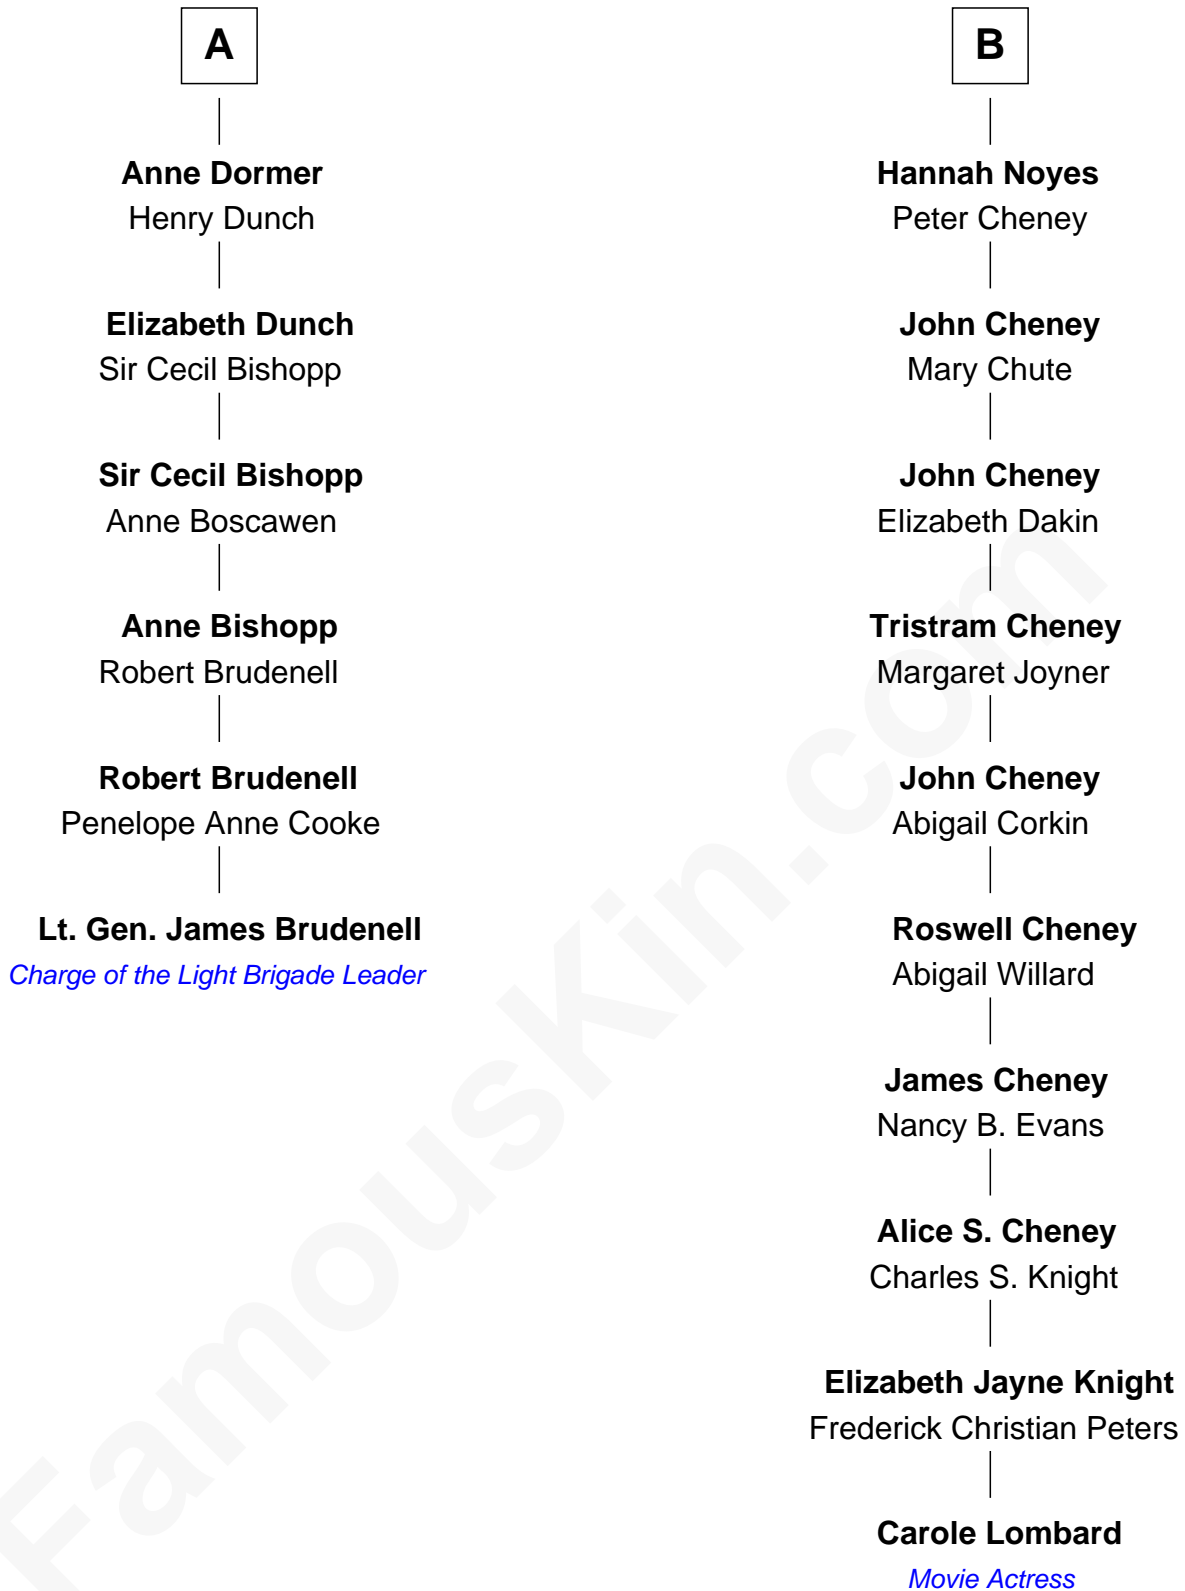 A
Anne Dormer
Henry Dunch
Elizabeth Dunch
Sir Cecil Bishopp
Sir Cecil Bishopp
Anne Boscawen
Anne Bishopp
Robert Brudenell
Robert Brudenell
Penelope Anne Cooke
Lt. Gen. James Brudenell
Charge of the Light Brigade Leader
B
Hannah Noyes
Peter Cheney
John Cheney
Mary Chute
John Cheney
Elizabeth Dakin
Tristram Cheney
Margaret Joyner
John Cheney
Abigail Corkin
Roswell Cheney
Abigail Willard
James Cheney
Nancy B. Evans
Alice S. Cheney
Charles S. Knight
Elizabeth Jayne Knight
Frederick Christian Peters
Carole Lombard
Movie Actress
FamousKin.com